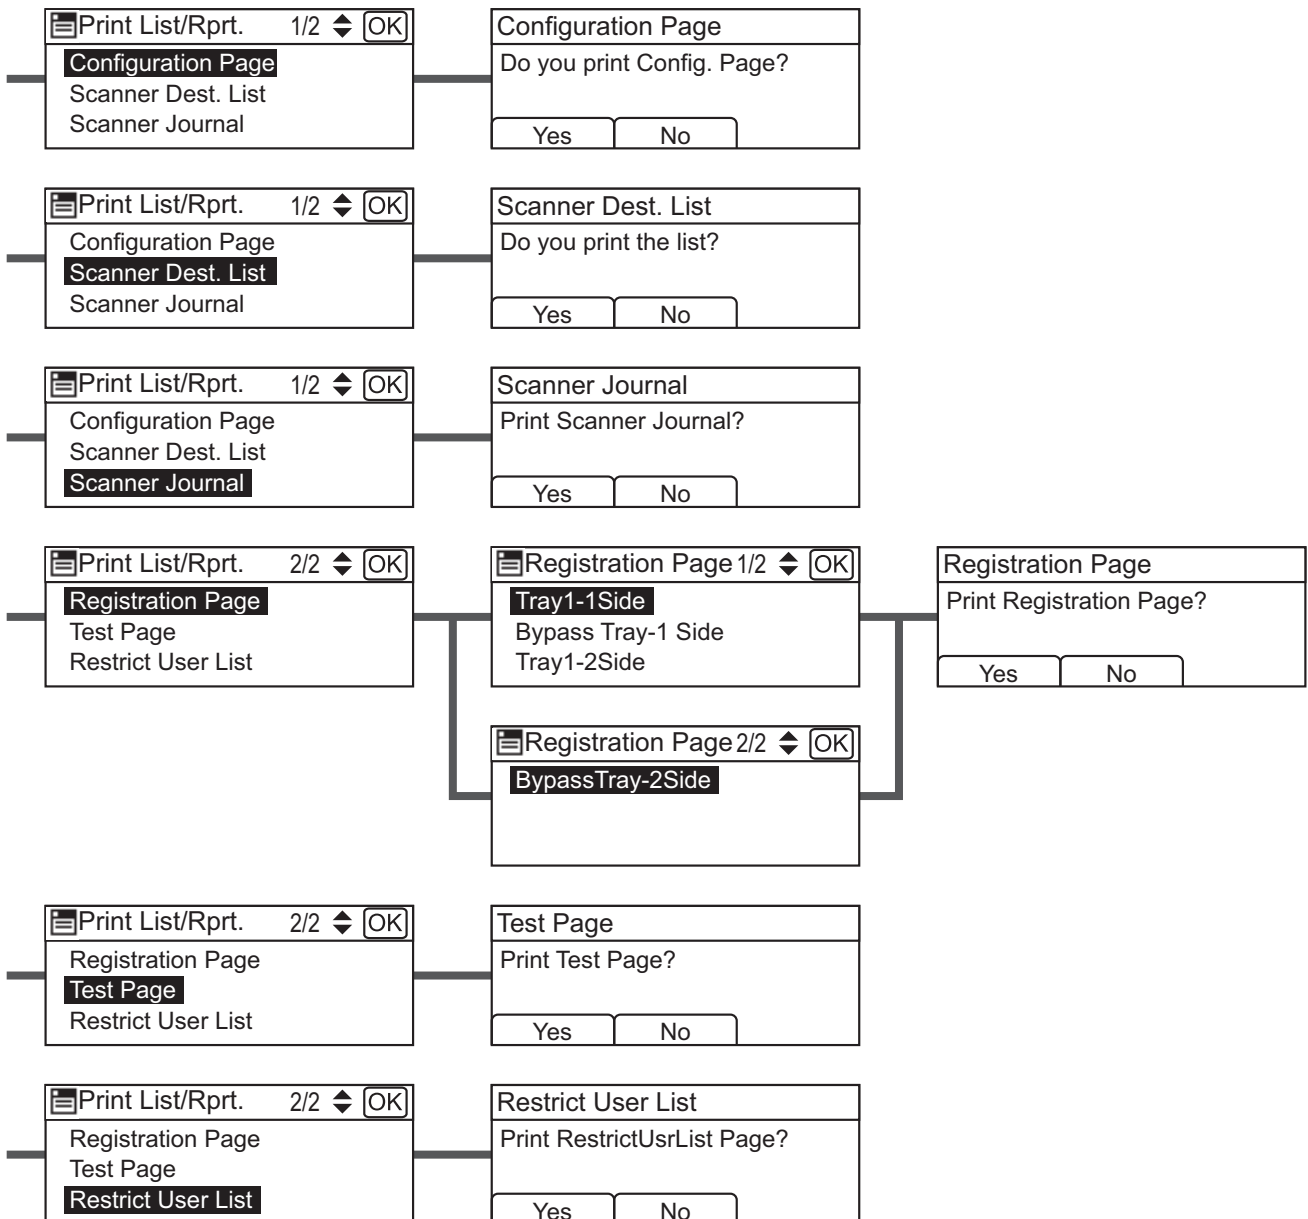 Print List/Rprt. 1/2 OK
Configuration Page
Scanner Dest. List
Scanner Journal
Configuration Page
Do you print Config. Page?
Yes No
Print List/Rprt. 1/2 OK
Configuration Page
Scanner Dest. List
Scanner Journal
Scanner Dest. List
Do you print the list?
Yes No
Print List/Rprt. 1/2 OK
Configuration Page
Scanner Dest. List
Scanner Journal
Scanner Journal
Print Scanner Journal?
Yes No
Print List/Rprt. 2/2 OK
Registration Page
Test Page
Restrict User List
Registration Page 1/2 OK
Tray1-1Side
Bypass Tray-1 Side
Tray1-2Side
Registration Page
Print Registration Page?
Yes No
Registration Page 2/2 OK
BypassTray-2Side
Print List/Rprt. 2/2 OK
Registration Page
Test Page
Restrict User List
Test Page
Print Test Page?
Yes No
Print List/Rprt. 2/2 OK
Registration Page
Test Page
Restrict User List
Restrict User List
Print RestrictUsrList Page?
Yes No